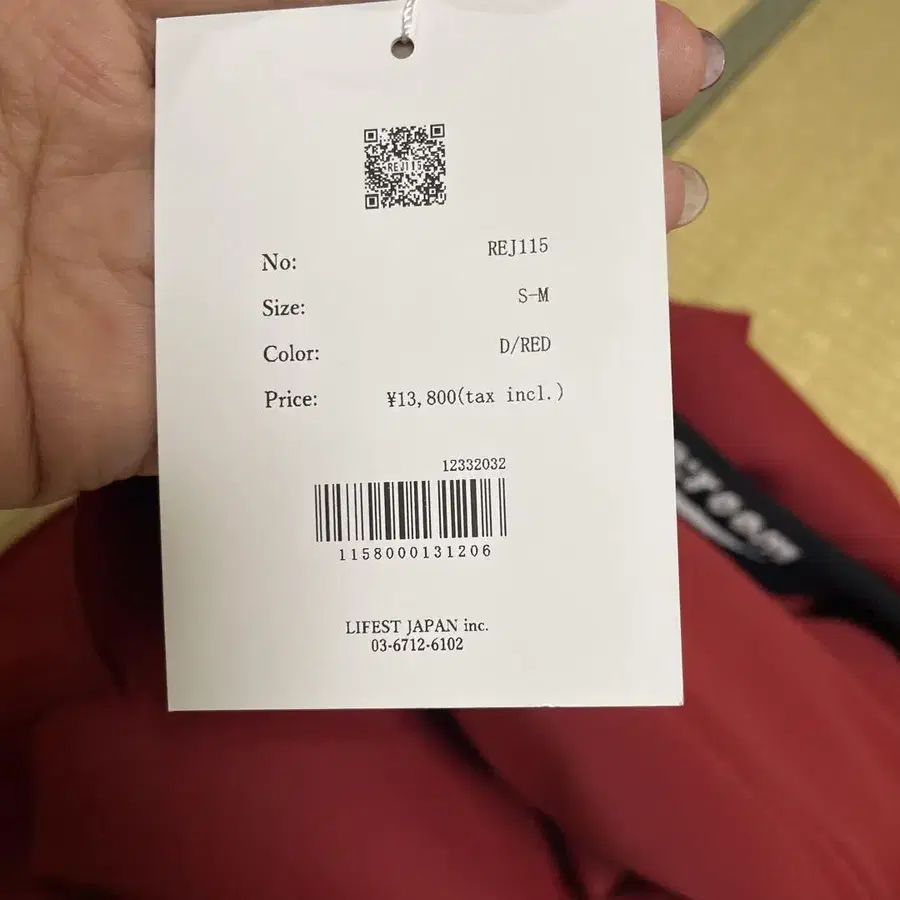 REJ115
No: REJ115
Size: S-M
Color: D/RED
Price: ¥13,800(tax incl.)
12332032
1158000131206
LIFEST JAPAN inc.
03-6712-6102